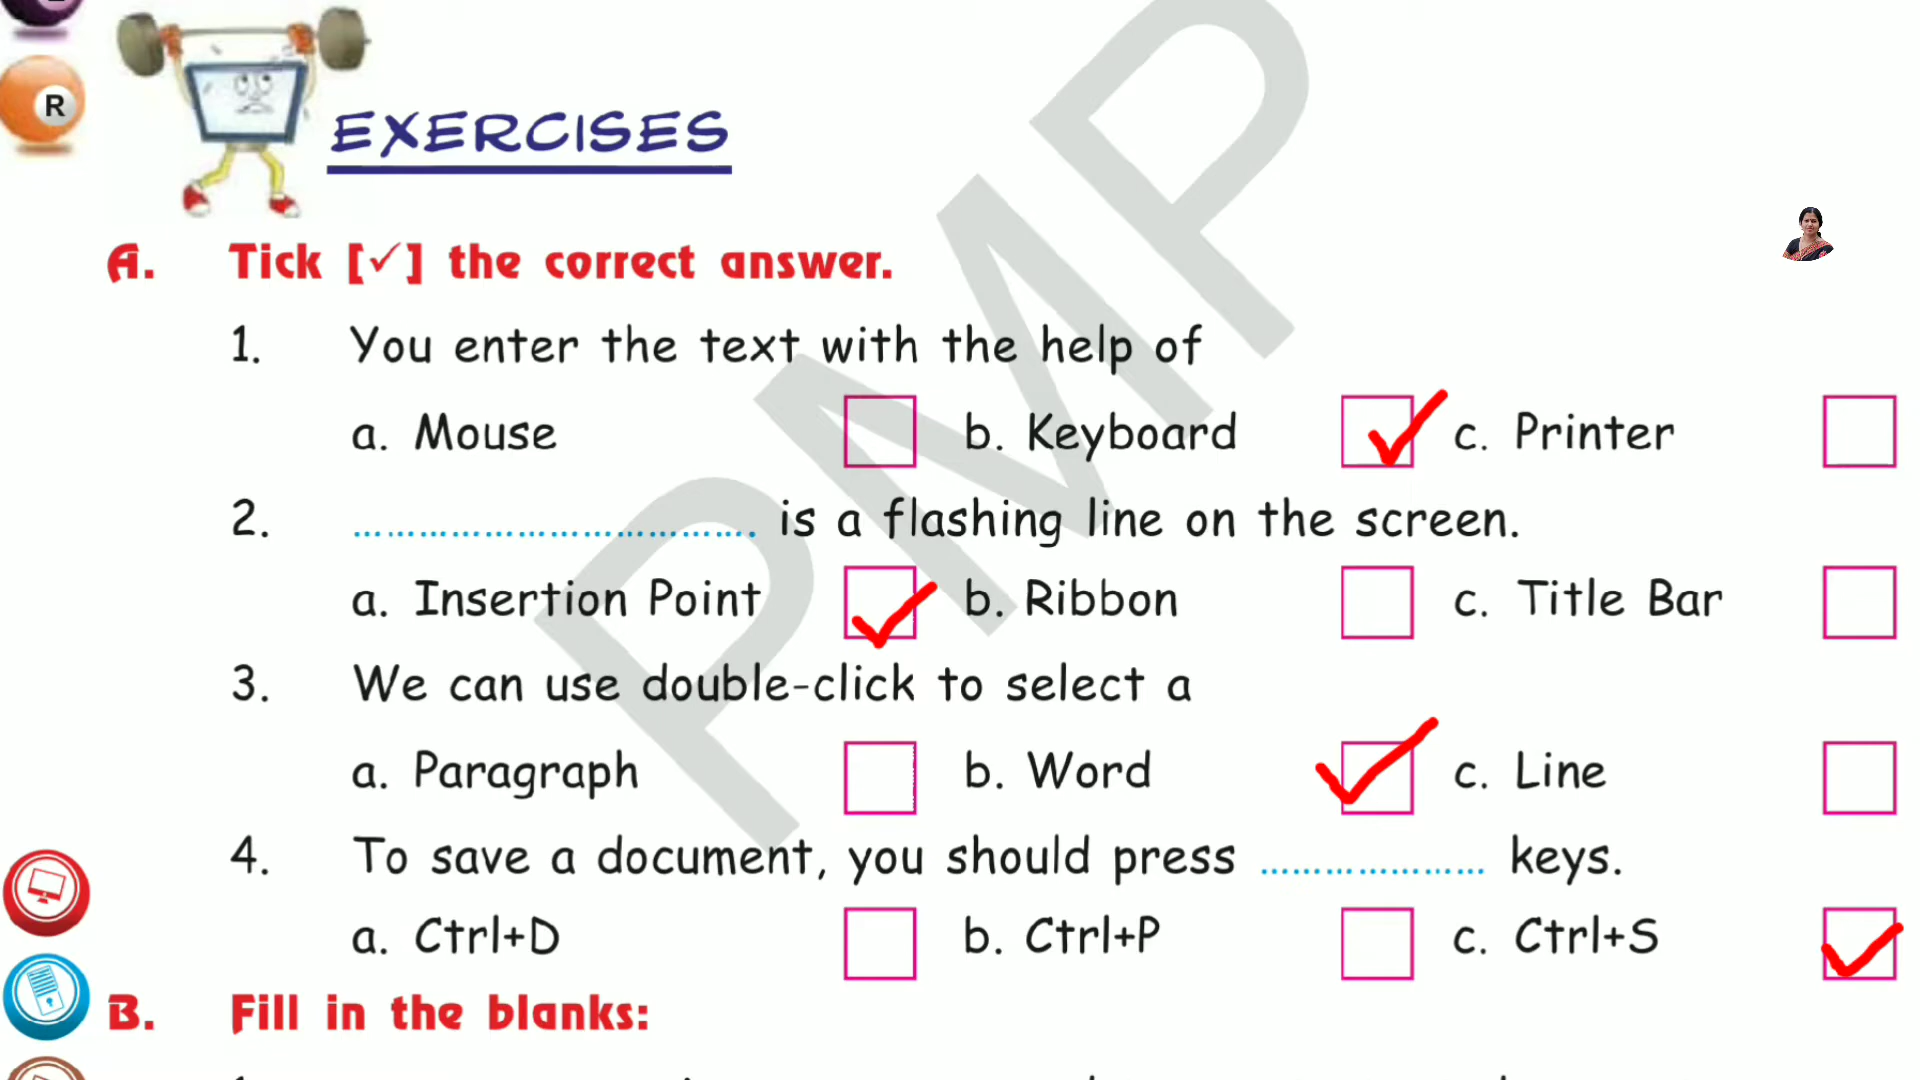 R
EXERCISES
A. Tick [✓] the correct answer.
1. You enter the text with the help of
a. Mouse b. Keyboard ✓ c. Printer
2. ................................. is a flashing line on the screen.
a. Insertion Point ✓ b. Ribbon c. Title Bar
3. We can use double-click to select a
a. Paragraph b. Word ✓ c. Line
4. To save a document, you should press ..................... keys.
a. Ctrl+D b. Ctrl+P c. Ctrl+S ✓
B. Fill in the blanks:
PMP